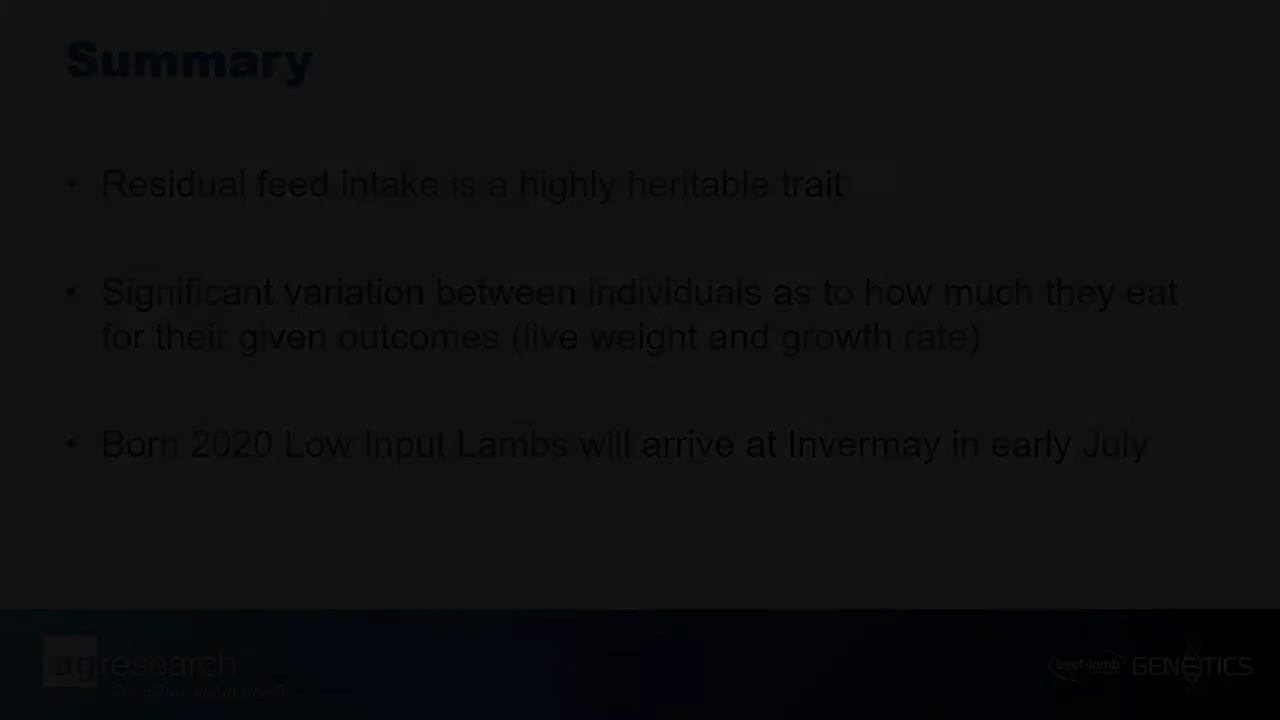 Summary
• Residual feed intake is a highly heritable trait
• Significant variation between individuals as to how much they eat
for their given outcomes (live weight and growth rate)
• Born 2020 Low Input Lambs will arrive at Invermay in early July
agresearch
beef+lamb GENETICS